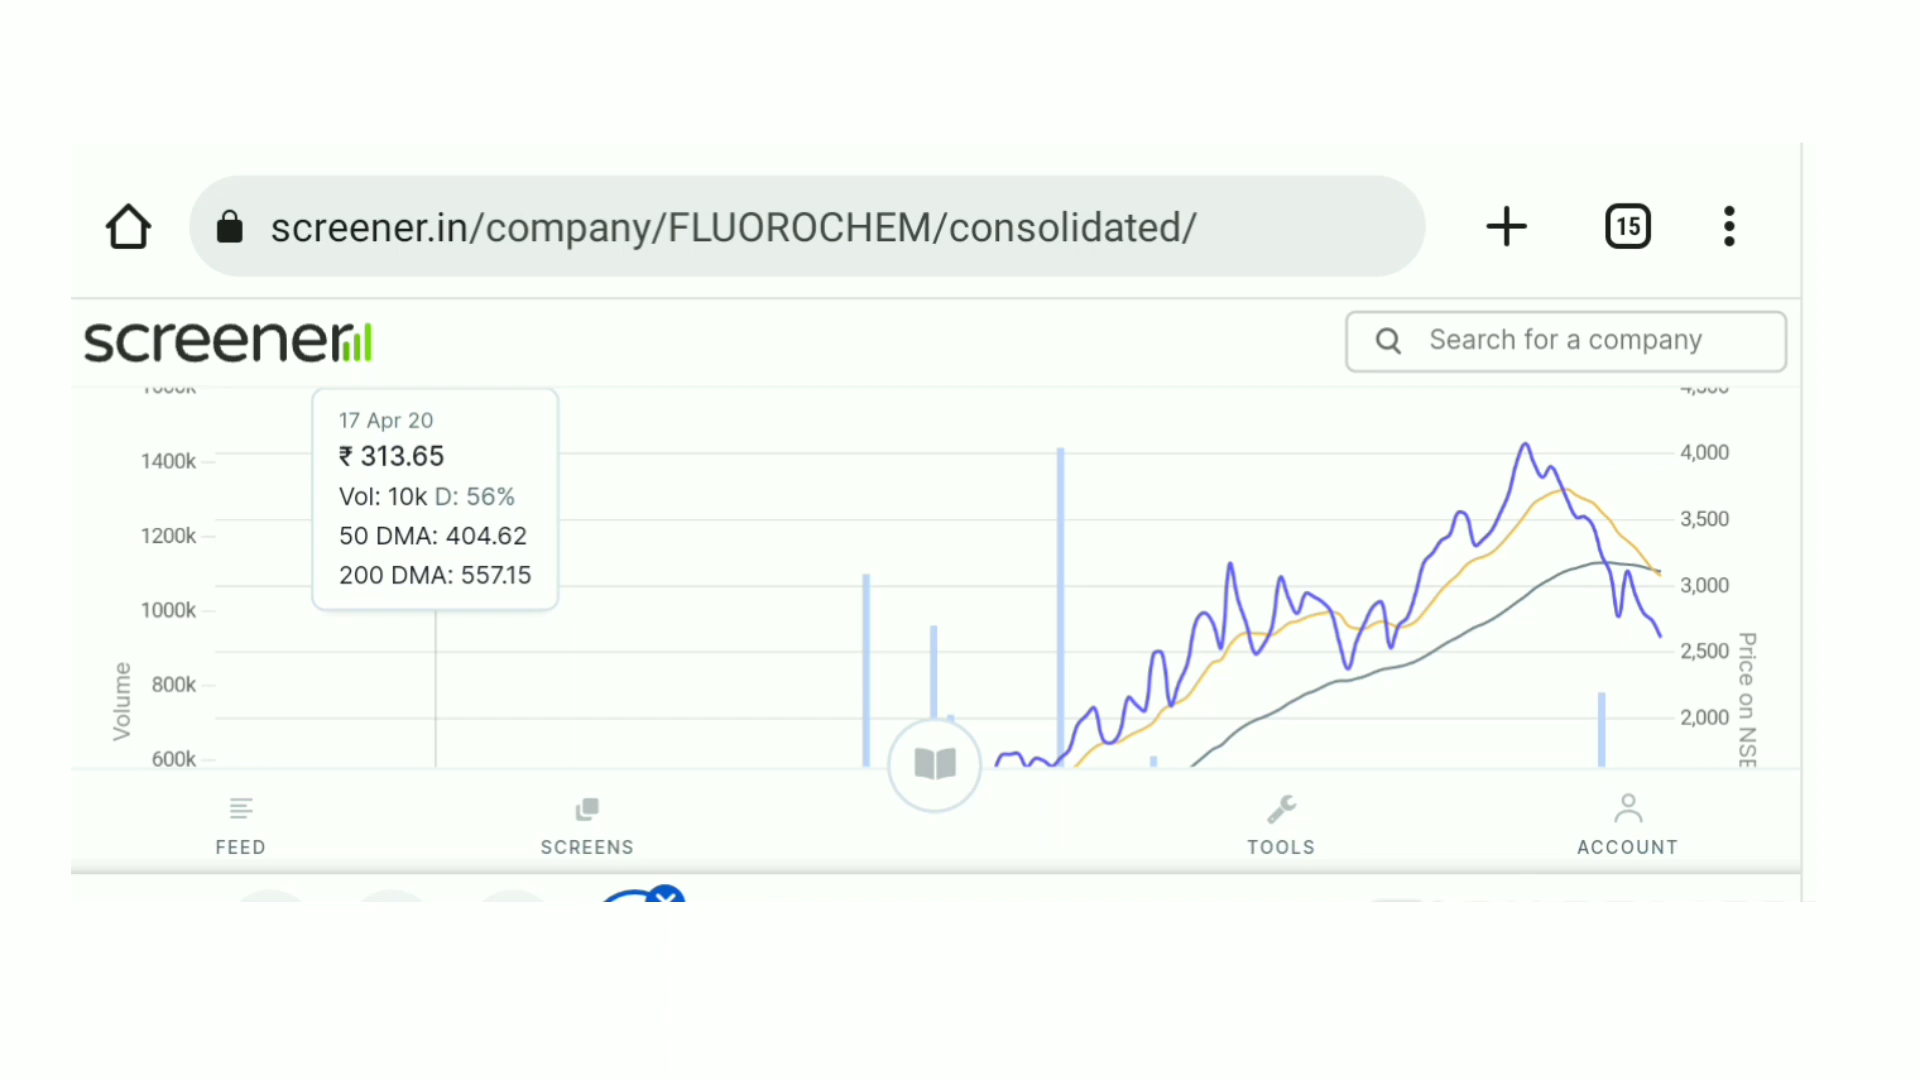 screener.in/company/FLUOROCHEM/consolidated/
15
screener
Search for a company
17 Apr 20
₹ 313.65
Vol: 10k D: 56%
50 DMA: 404.62
200 DMA: 557.15
1400k
1200k
1000k
800k
600k
Volume
4,000
3,500
3,000
2,500
2,000
Price on NSE
FEED
SCREENS
TOOLS
ACCOUNT